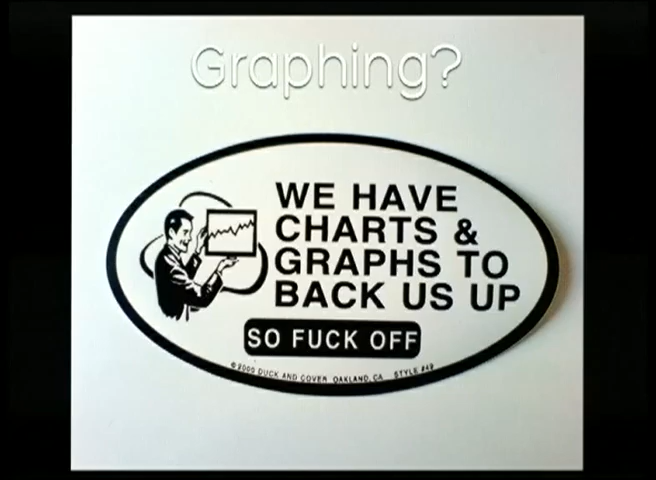 Graphing?
WE HAVE
CHARTS &
GRAPHS TO
BACK US UP
SO FUCK OFF
©2000 DUCK AND COVER OAKLAND, CA STYLE #49